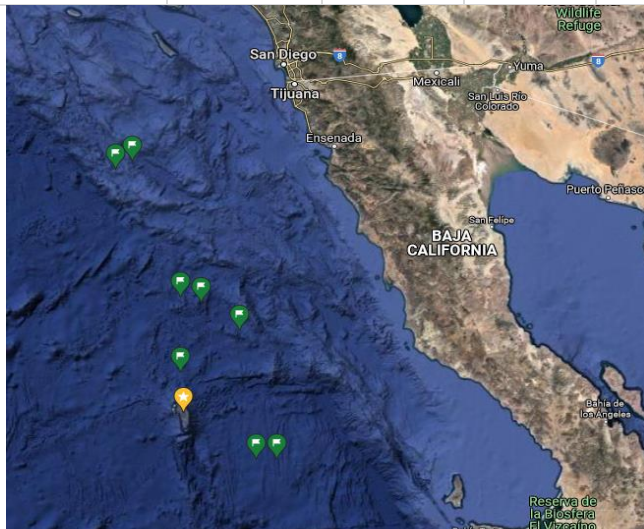 Wildlife
Refuge
San Diego
8
Yuma
8
Mexicali
Tijuana
San Luis Río
Colorado
Ensenada
Puerto Peñasco
San Felipe
BAJA
CALIFORNIA
Bahía de
los Ángeles
Reserva de
la Biosfera
El Vizcaíno